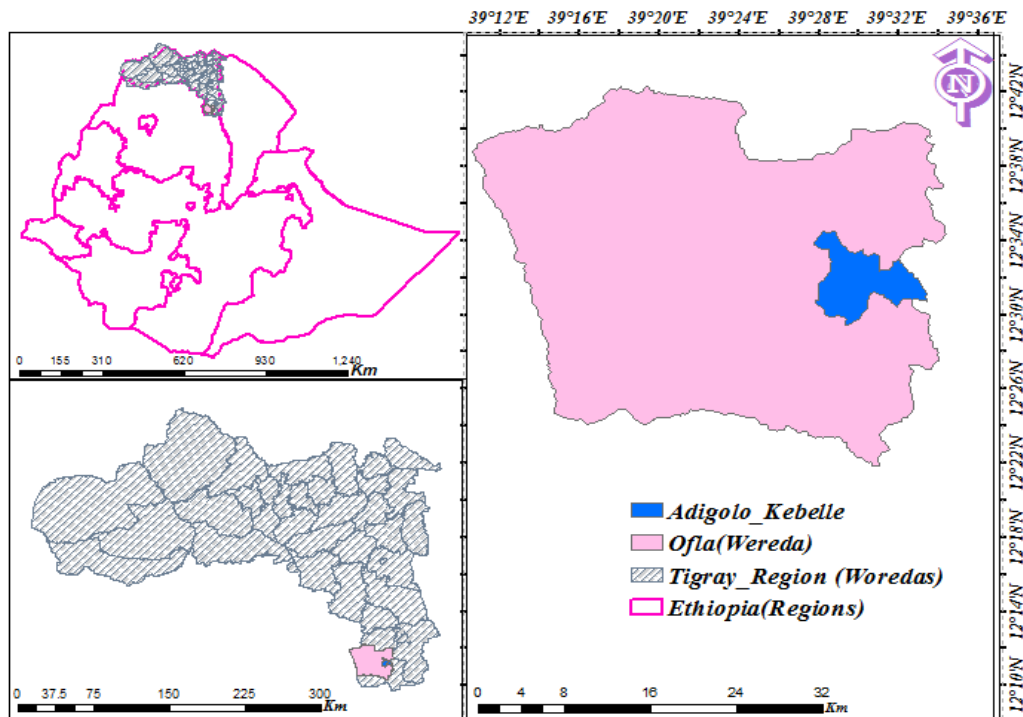 39°12'E 39°16'E 39°20'E 39°24'E 39°28'E 39°32'E 39°36'E
N
12°42'N
12°38'N
12°34'N
12°30'N
12°26'N
12°22'N
12°18'N
12°14'N
12°10'N
0 155 310 620 930 1,240
Km
0 37.5 75 150 225 300
Km
Adigolo_Kebelle
Ofla(Wereda)
Tigray_Region (Woredas)
Ethiopia(Regions)
0 4 8 16 24 32
Km